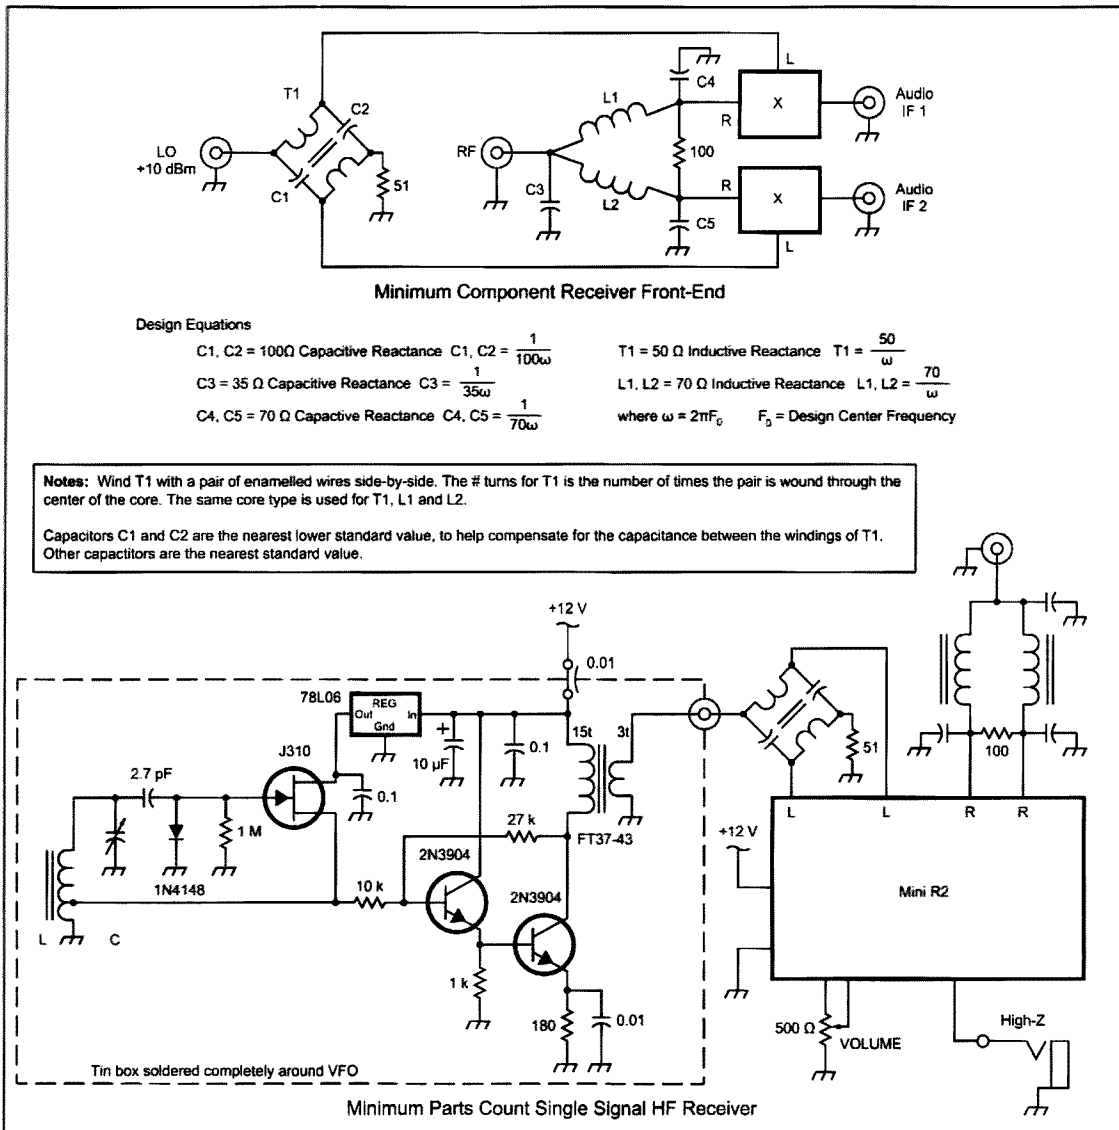 L
T1
C2
C4
L1
X
Audio
IF 1
LO
+10 dBm
RF
R
100
C1
51
C3
L2
R
X
Audio
IF 2
C5
L
Minimum Component Receiver Front-End
Design Equations
C1, C2 = 100Ω Capacitive Reactance C1, C2 = 1/100ω
T1 = 50 Ω Inductive Reactance T1 = 50/ω
C3 = 35 Ω Capacitive Reactance C3 = 1/35ω
L1, L2 = 70 Ω Inductive Reactance L1, L2 = 70/ω
C4, C5 = 70 Ω Capactive Reactance C4, C5 = 1/70ω
where ω = 2πF₀ F₀ = Design Center Frequency
Notes: Wind T1 with a pair of enamelled wires side-by-side. The # turns for T1 is the number of times the pair is wound through the
center of the core. The same core type is used for T1, L1 and L2.
Capacitors C1 and C2 are the nearest lower standard value, to help compensate for the capacitance between the windings of T1.
Other capactitors are the nearest standard value.
+12 V
0.01
78L06
REG
Out
In
Gnd
+
10 µF
0.1
15t
3t
51
100
J310
2.7 pF
0.1
1 M
27 k
FT37-43
L
L
R
R
+12 V
1N4148
2N3904
10 k
2N3904
Mini R2
L
C
1 k
180
0.01
500 Ω
VOLUME
High-Z
Tin box soldered completely around VFO
Minimum Parts Count Single Signal HF Receiver